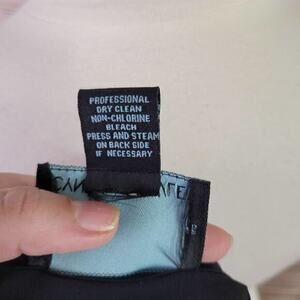 PROFESSIONAL
DRY CLEAN
NON-CHLORINE
BLEACH
PRESS AND STEAM
ON BACK SIDE
IF NECESSARY